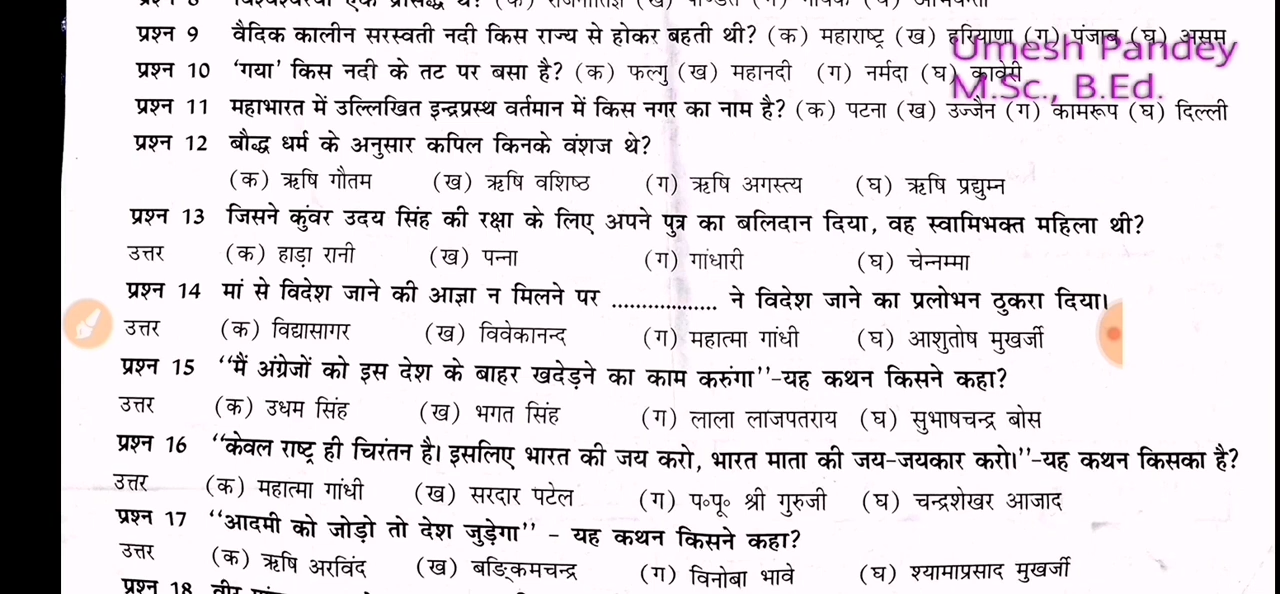 प्रश्न 9 वैदिक कालीन सरस्वती नदी किस राज्य से होकर बहती थी? (क) महाराष्ट्र (ख) हरियाणा (ग) पंजाब (घ) असम
Umesh Pandey
प्रश्न 10 ‘गया’ किस नदी के तट पर बसा है? (क) फल्गु (ख) महानदी (ग) नर्मदा (घ) कावेरी
M.Sc., B.Ed.
प्रश्न 11 महाभारत में उल्लिखित इन्द्रप्रस्थ वर्तमान में किस नगर का नाम है? (क) पटना (ख) उज्जैन (ग) कामरूप (घ) दिल्ली
प्रश्न 12 बौद्ध धर्म के अनुसार कपिल किनके वंशज थे?
(क) ऋषि गौतम (ख) ऋषि वशिष्ठ (ग) ऋषि अगस्त्य (घ) ऋषि प्रद्युम्न
प्रश्न 13 जिसने कुंवर उदय सिंह की रक्षा के लिए अपने पुत्र का बलिदान दिया, वह स्वामिभक्त महिला थी?
उत्तर (क) हाड़ा रानी (ख) पन्ना (ग) गांधारी (घ) चेन्नम्मा
प्रश्न 14 मां से विदेश जाने की आज्ञा न मिलने पर ................. ने विदेश जाने का प्रलोभन ठुकरा दिया।
उत्तर (क) विद्यासागर (ख) विवेकानन्द (ग) महात्मा गांधी (घ) आशुतोष मुखर्जी
प्रश्न 15 “मैं अंग्रेजों को इस देश के बाहर खदेड़ने का काम करुंगा”-यह कथन किसने कहा?
उत्तर (क) उधम सिंह (ख) भगत सिंह (ग) लाला लाजपतराय (घ) सुभाषचन्द्र बोस
प्रश्न 16 “केवल राष्ट्र ही चिरंतन है। इसलिए भारत की जय करो, भारत माता की जय-जयकार करो।”-यह कथन किसका है?
उत्तर (क) महात्मा गांधी (ख) सरदार पटेल (ग) प॰पू॰ श्री गुरुजी (घ) चन्द्रशेखर आजाद
प्रश्न 17 “आदमी को जोड़ो तो देश जुड़ेगा” - यह कथन किसने कहा?
उत्तर (क) ऋषि अरविंद (ख) बङ्किमचन्द्र (ग) विनोबा भावे (घ) श्यामाप्रसाद मुखर्जी
प्रश्न 18 वीर